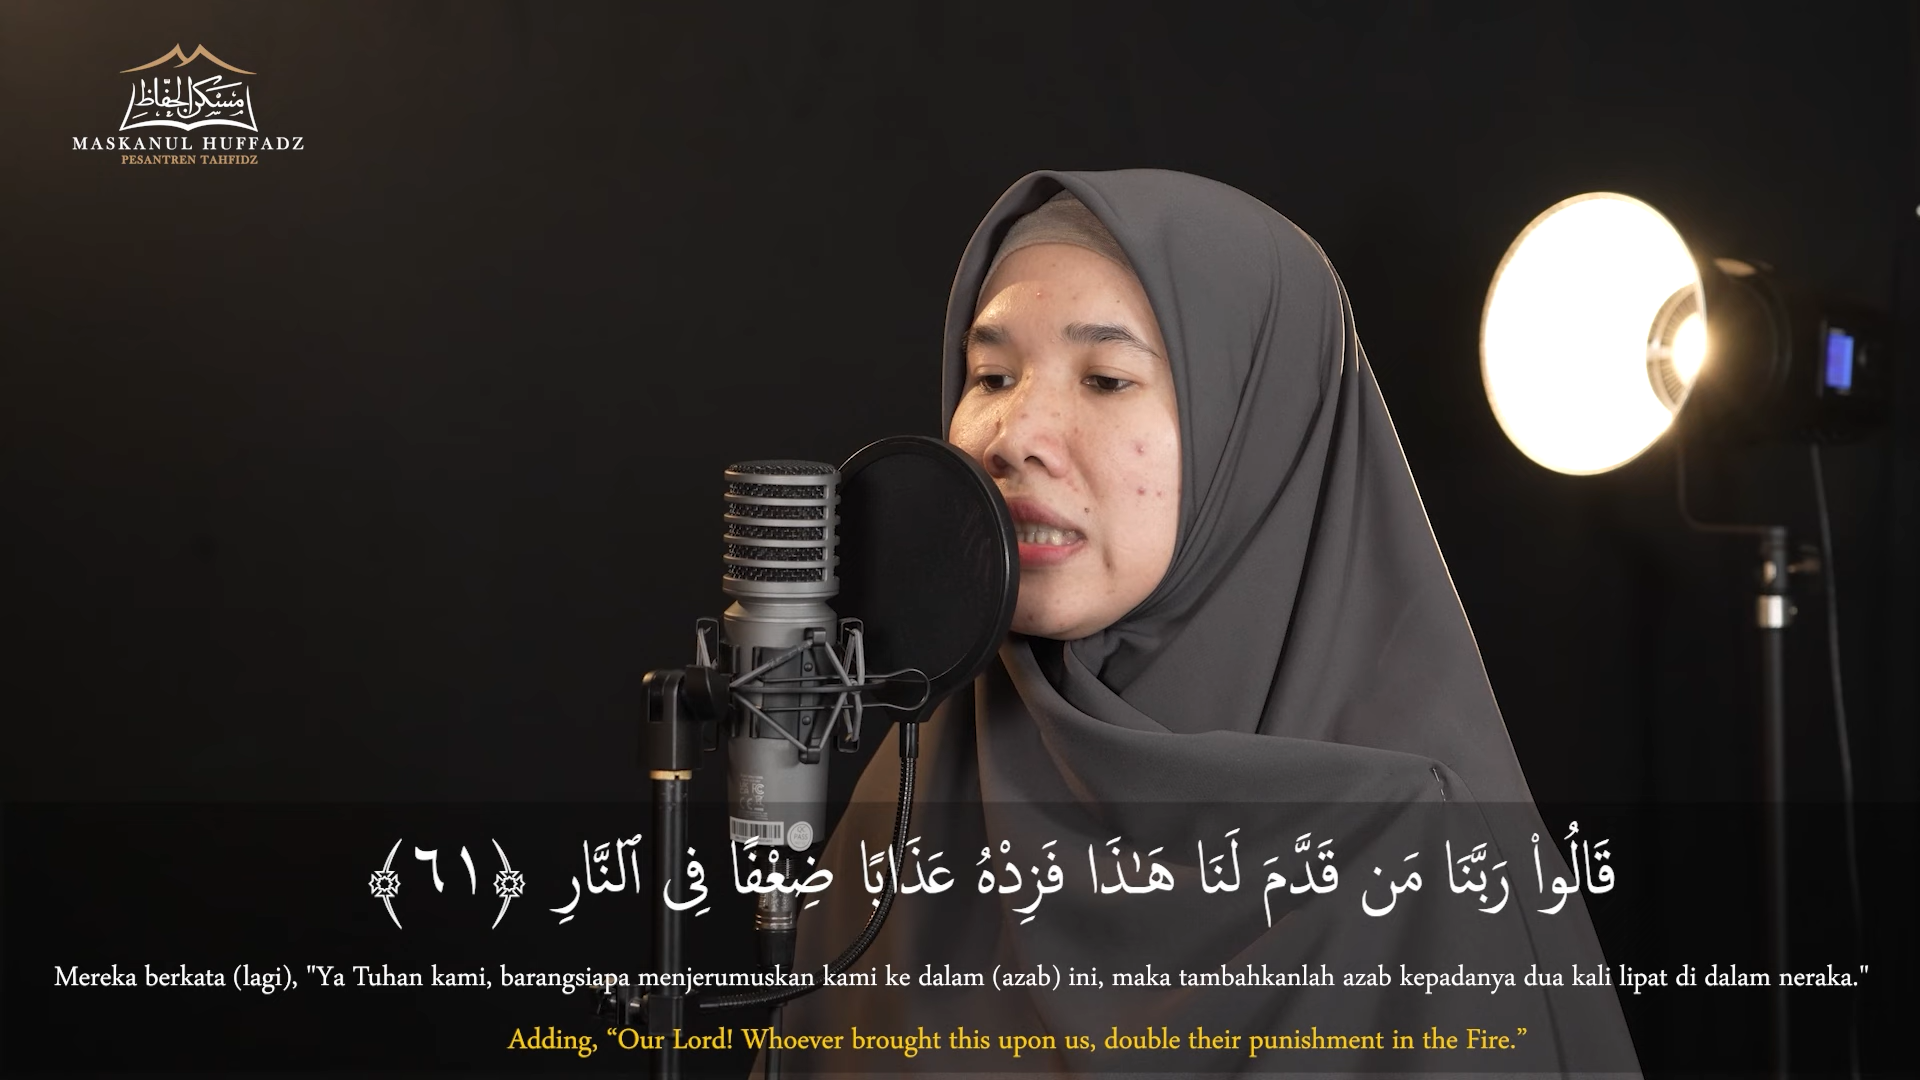 مسكن الحفاظ
MASKANUL HUFFADZ
PESANTREN TAHFIDZ
قَالُوا۟ رَبَّنَا مَن قَدَّمَ لَنَا هَـٰذَا فَزِدْهُ عَذَابًا ضِعْفًا فِى ٱلنَّارِ ﴿٦١﴾
Mereka berkata (lagi), "Ya Tuhan kami, barangsiapa menjerumuskan kami ke dalam (azab) ini, maka tambahkanlah azab kepadanya dua kali lipat di dalam neraka."
Adding, “Our Lord! Whoever brought this upon us, double their punishment in the Fire.”